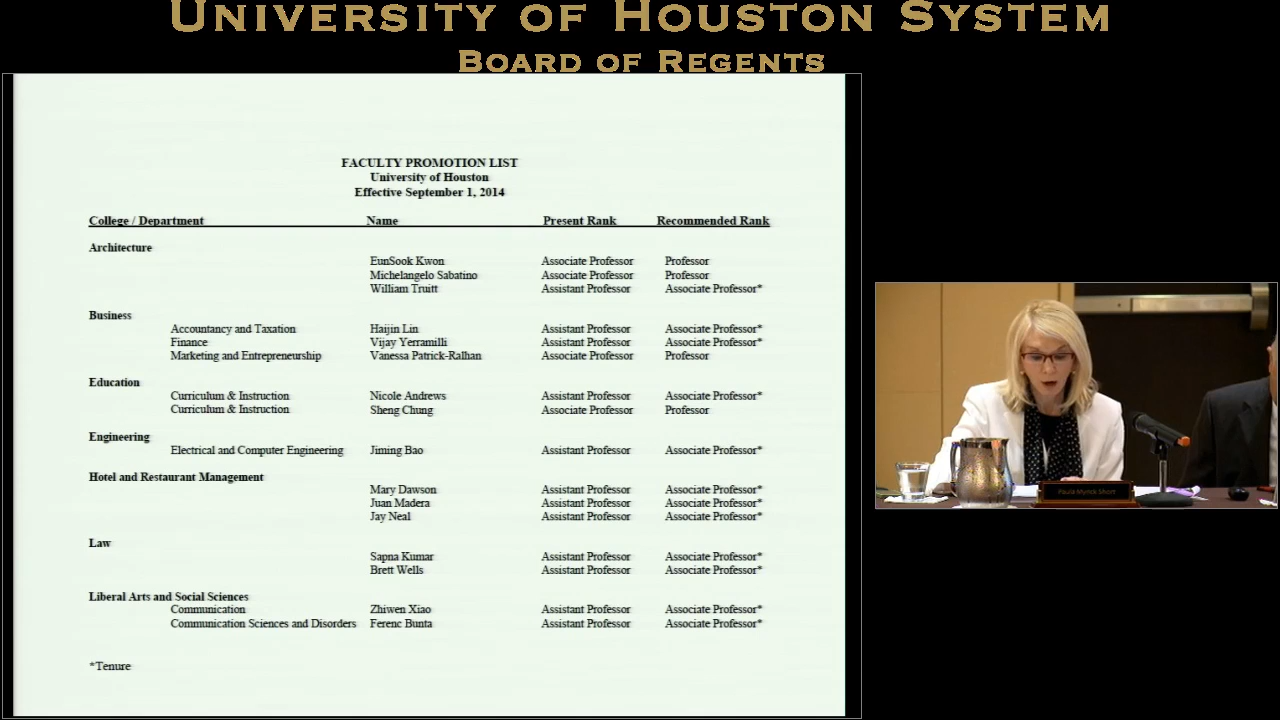 UNIVERSITY OF HOUSTON SYSTEM
BOARD OF REGENTS
FACULTY PROMOTION LIST
University of Houston
Effective September 1, 2014
College / Department Name Present Rank Recommended Rank
Architecture
EunSook Kwon Associate Professor Professor
Michelangelo Sabatino Associate Professor Professor
William Truitt Assistant Professor Associate Professor*
Business
Accountancy and Taxation Haijin Lin Assistant Professor Associate Professor*
Finance Vijay Yerramilli Assistant Professor Associate Professor*
Marketing and Entrepreneurship Vanessa Patrick-Ralhan Associate Professor Professor
Education
Curriculum & Instruction Nicole Andrews Assistant Professor Associate Professor*
Curriculum & Instruction Sheng Chung Associate Professor Professor
Engineering
Electrical and Computer Engineering Jiming Bao Assistant Professor Associate Professor*
Hotel and Restaurant Management
Mary Dawson Assistant Professor Associate Professor*
Juan Madera Assistant Professor Associate Professor*
Jay Neal Assistant Professor Associate Professor*
Law
Sapna Kumar Assistant Professor Associate Professor*
Brett Wells Assistant Professor Associate Professor*
Liberal Arts and Social Sciences
Communication Zhiwen Xiao Assistant Professor Associate Professor*
Communication Sciences and Disorders Ferenc Bunta Assistant Professor Associate Professor*
*Tenure
Paula Myrick Short